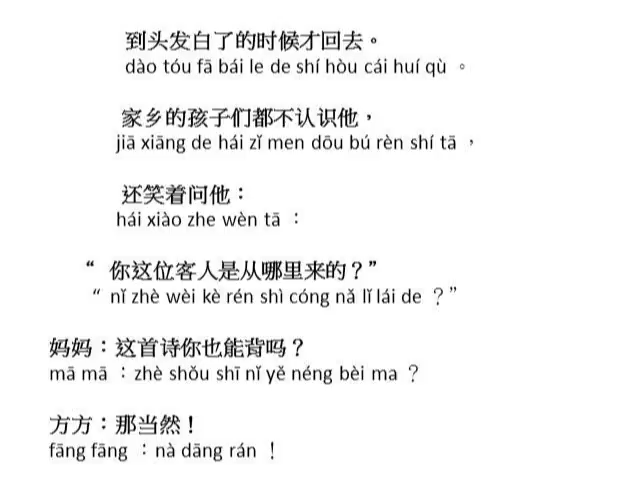 到头发白了的时候才回去。
dào tóu fā bái le de shí hòu cái huí qù 。
家乡的孩子们都不认识他，
jiā xiāng de hái zǐ men dōu bú rèn shí tā ，
还笑着问他：
hái xiào zhe wèn tā ：
“ 你这位客人是从哪里来的？”
“ nǐ zhè wèi kè rén shì cóng nǎ lǐ lái de ？”
妈妈：这首诗你也能背吗？
mā mā ：zhè shǒu shī nǐ yě néng bèi ma ？
方方：那当然！
fāng fāng ：nà dāng rán ！